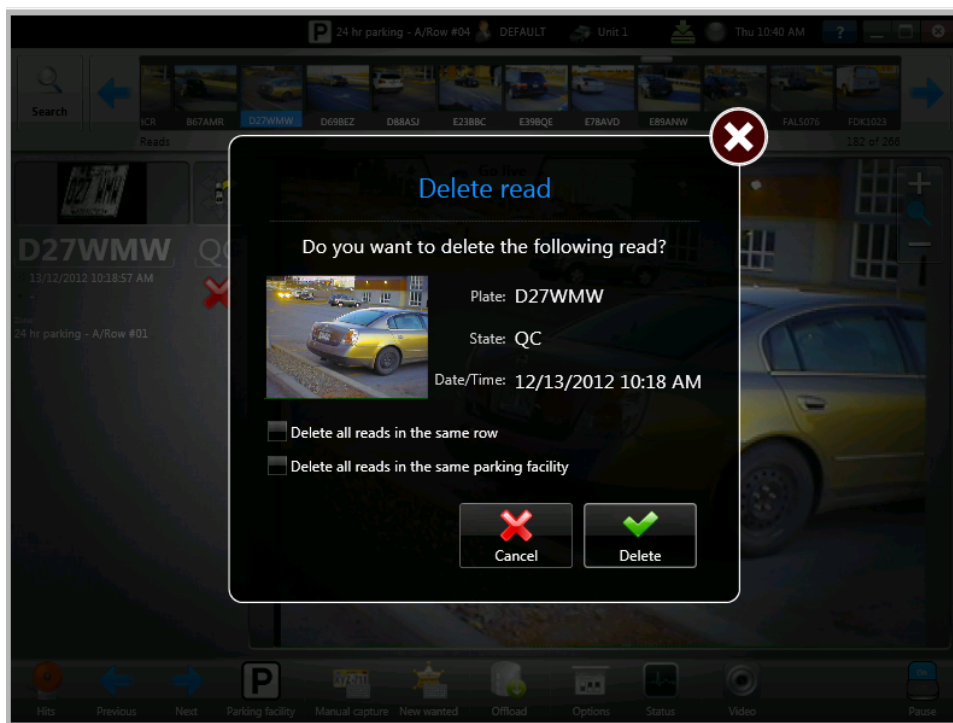 24 hr parking - A/Row #04 DEFAULT Unit 1 Thu 10:40 AM ?
Search
ICR B67AMR D27WMW D69BEZ D88ASJ E23BBC E39BQE E78AVD E89ANW FAL5076 FDK1023
Reads 182 of 266
Go live
D27WMW QC
13/12/2012 10:18:57 AM
24 hr parking - A/Row #01
Delete read
Do you want to delete the following read?
Plate: D27WMW
State: QC
Date/Time: 12/13/2012 10:18 AM
Delete all reads in the same row
Delete all reads in the same parking facility
Cancel Delete
Hits Previous Next Parking facility Manual capture New wanted Offload Options Status Video Pause